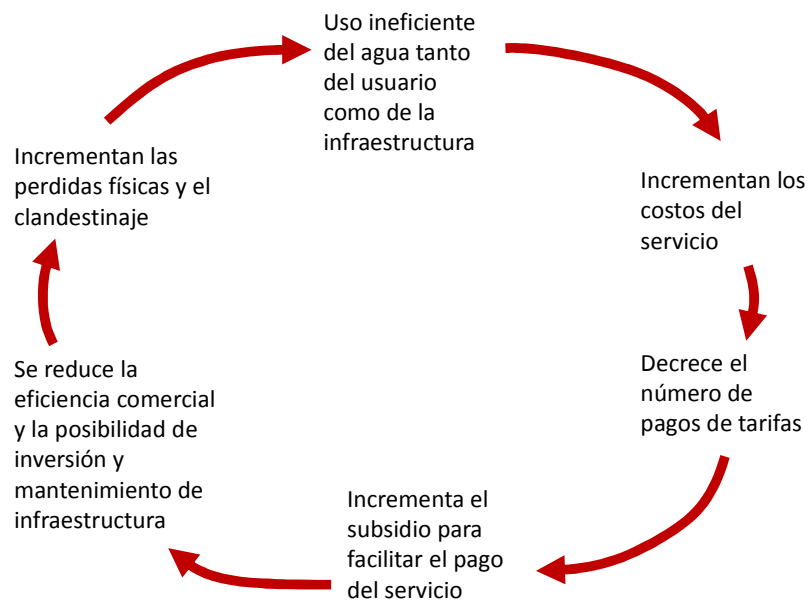 Uso ineficiente
del agua tanto
del usuario
como de la
infraestructura
Incrementan los
costos del
servicio
Decrece el
número de
pagos de tarifas
Incrementa el
subsidio para
facilitar el pago
del servicio
Se reduce la
eficiencia comercial
y la posibilidad de
inversión y
mantenimiento de
infraestructura
Incrementan las
perdidas físicas y el
clandestinaje